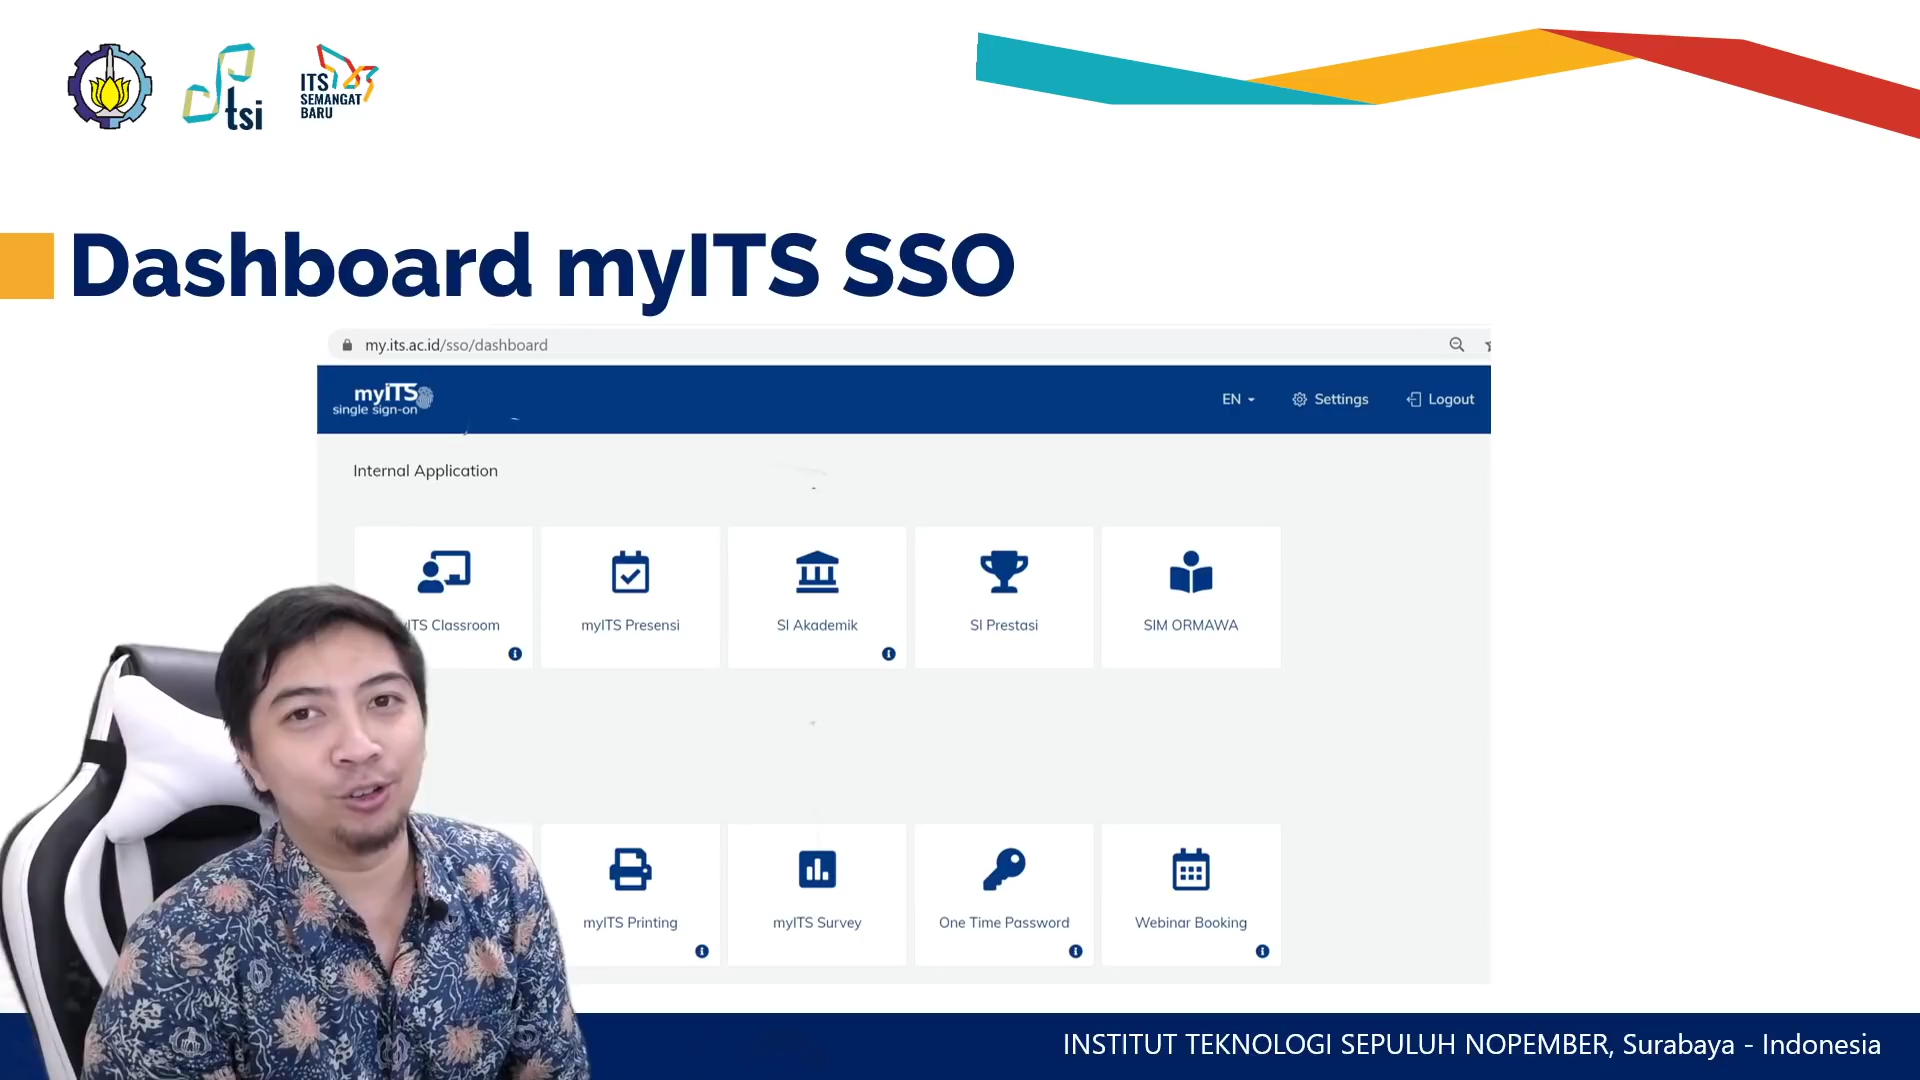 tsi
ITS
SEMANGAT
BARU
Dashboard myITS SSO
my.its.ac.id/sso/dashboard
myITS
single sign-on
EN
Settings
Logout
Internal Application
ITS Classroom
myITS Presensi
SI Akademik
SI Prestasi
SIM ORMAWA
myITS Printing
myITS Survey
One Time Password
Webinar Booking
INSTITUT TEKNOLOGI SEPULUH NOPEMBER, Surabaya - Indonesia